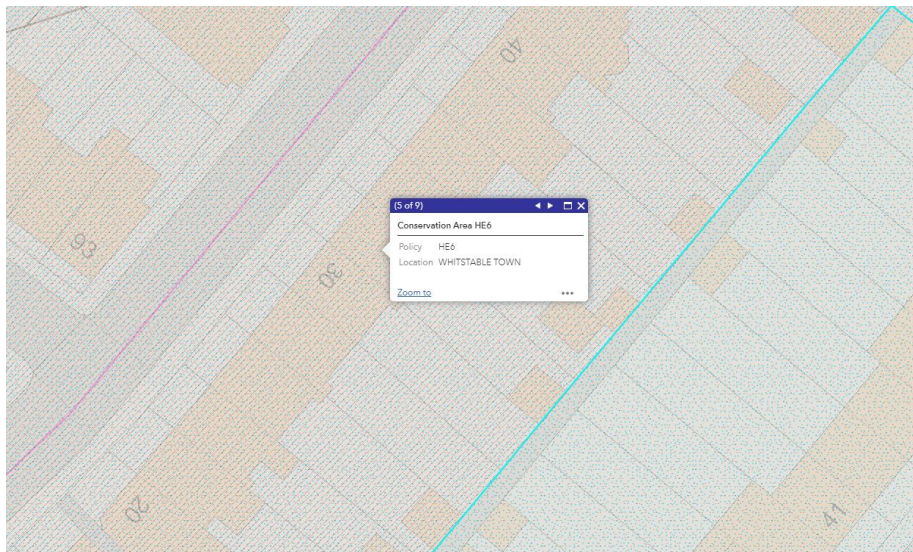 40
(5 of 9)
Conservation Area HE6
Policy HE6
Location WHITSTABLE TOWN
Zoom to
93
30
20
41